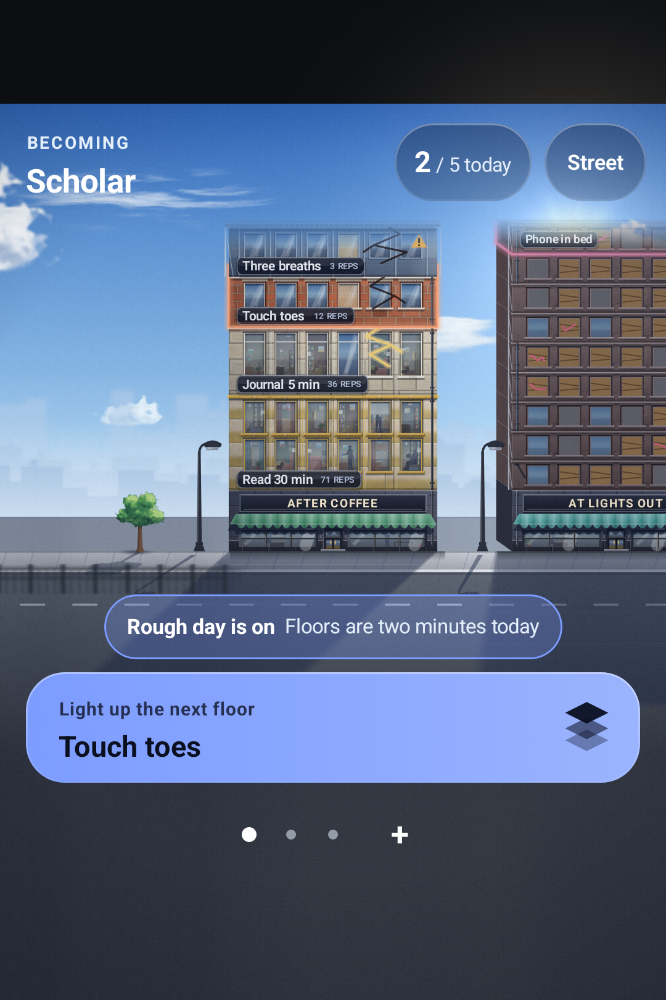 BECOMING
Scholar
2 / 5 today
Street
Phone in bed
Three breaths 3 REPS
Touch toes 12 REPS
Journal 5 min 36 REPS
Read 30 min 71 REPS
AFTER COFFEE
AT LIGHTS OUT
Rough day is on Floors are two minutes today
Light up the next floor
Touch toes